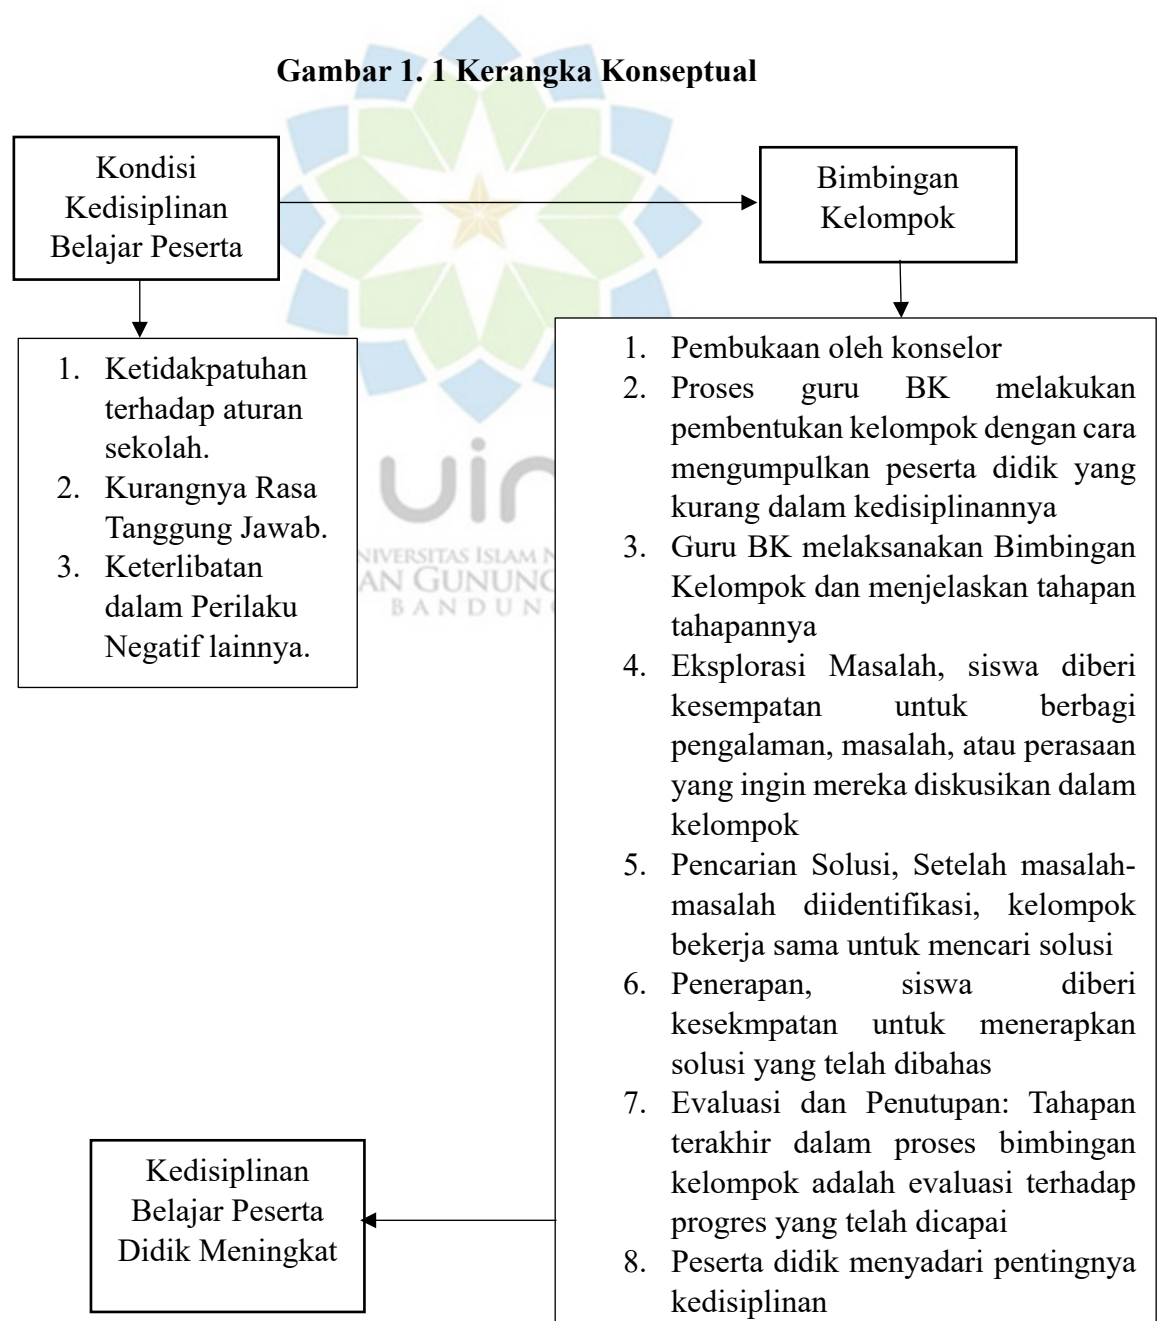 Gambar 1. 1 Kerangka Konseptual
Kondisi
Kedisiplinan
Belajar Peserta
Bimbingan
Kelompok
1. Ketidakpatuhan
terhadap aturan
sekolah.
2. Kurangnya Rasa
Tanggung Jawab.
3. Keterlibatan
dalam Perilaku
Negatif lainnya.
1. Pembukaan oleh konselor
2. Proses guru BK melakukan
pembentukan kelompok dengan cara
mengumpulkan peserta didik yang
kurang dalam kedisiplinannya
3. Guru BK melaksanakan Bimbingan
Kelompok dan menjelaskan tahapan
tahapannya
4. Eksplorasi Masalah, siswa diberi
kesempatan untuk berbagi
pengalaman, masalah, atau perasaan
yang ingin mereka diskusikan dalam
kelompok
5. Pencarian Solusi, Setelah masalah-
masalah diidentifikasi, kelompok
bekerja sama untuk mencari solusi
6. Penerapan, siswa diberi
kesekmpatan untuk menerapkan
solusi yang telah dibahas
7. Evaluasi dan Penutupan: Tahapan
terakhir dalam proses bimbingan
kelompok adalah evaluasi terhadap
progres yang telah dicapai
8. Peserta didik menyadari pentingnya
kedisiplinan
Kedisiplinan
Belajar Peserta
Didik Meningkat
uin
NIVERSITAS ISLAM N
AN GUNUNG
BANDUNG